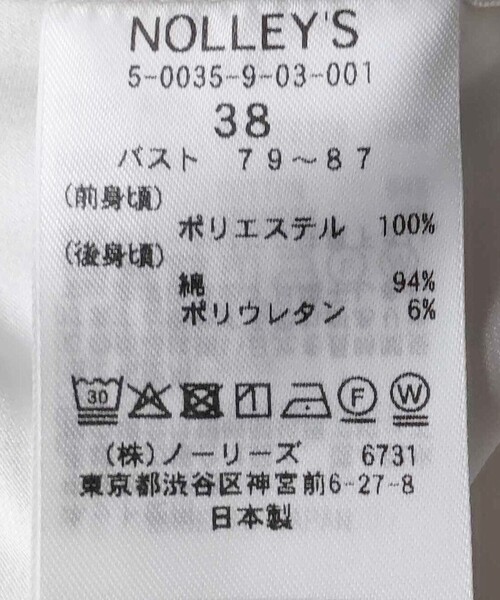 NOLLEY'S
5-0035-9-03-001
38
バスト 79~87
(前身頃)
ポリエステル 100%
(後身頃)
綿 94%
ポリウレタン 6%
30 F W
(株)ノーリーズ 6731
東京都渋谷区神宮前6-27-8
日本製